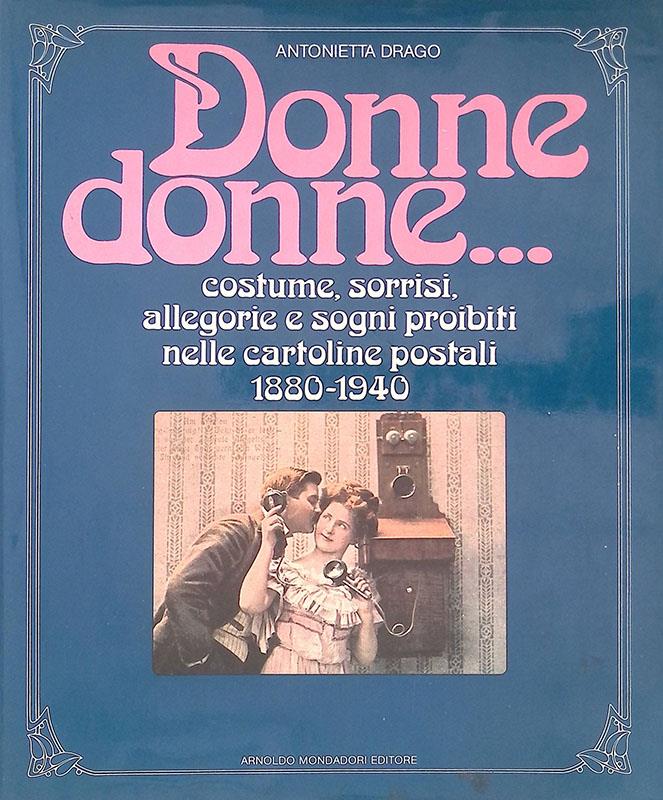 ANTONIETTA DRAGO
Donne
donne...
costume, sorrisi,
allegorie e sogni proibiti
nelle cartoline postali
1880-1940
ARNOLDO MONDADORI EDITORE